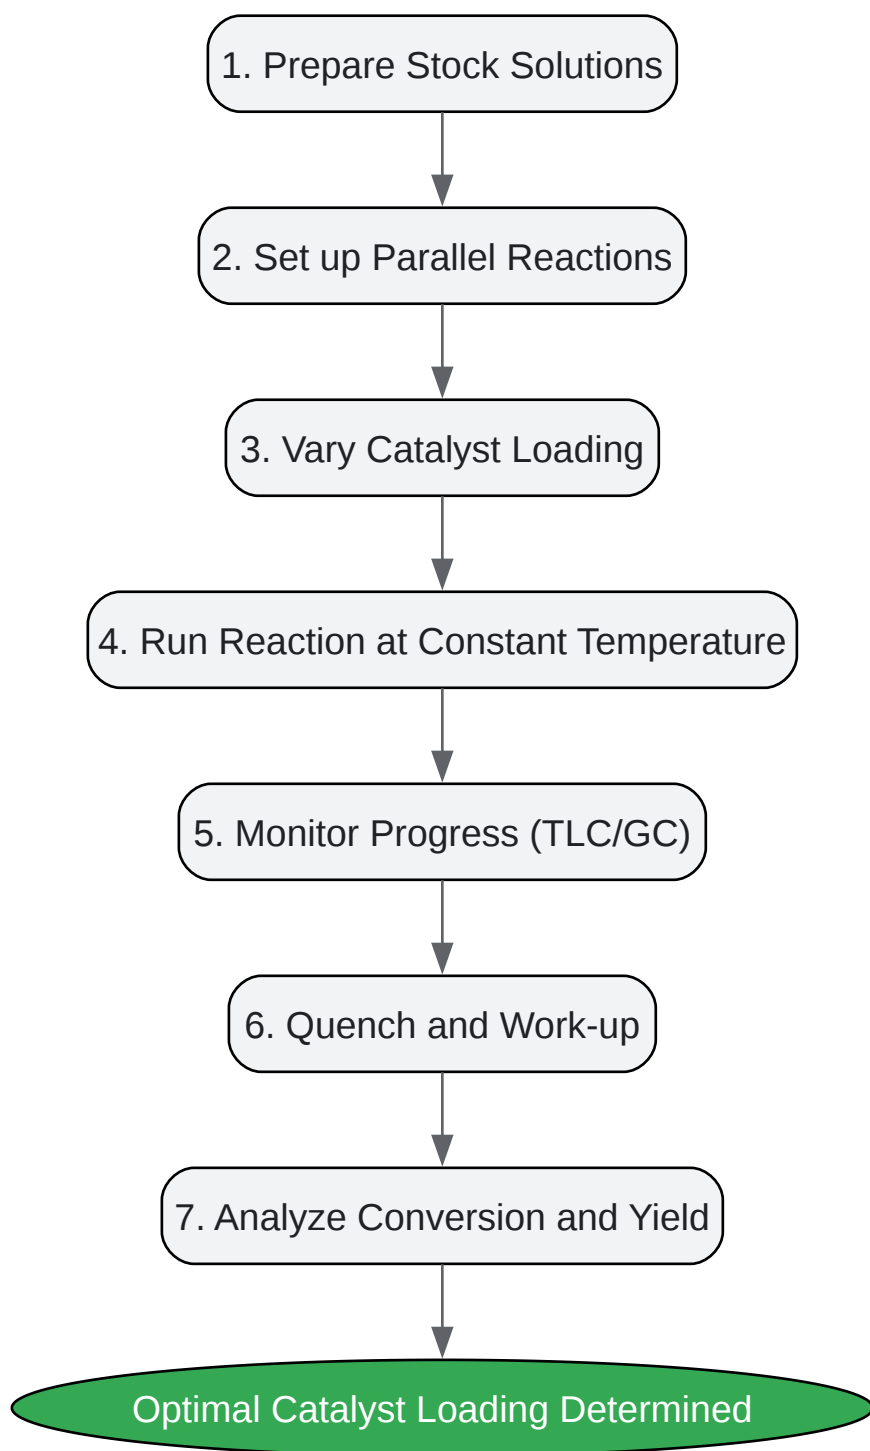 1. Prepare Stock Solutions
2. Set up Parallel Reactions
3. Vary Catalyst Loading
4. Run Reaction at Constant Temperature
5. Monitor Progress (TLC/GC)
6. Quench and Work-up
7. Analyze Conversion and Yield
Optimal Catalyst Loading Determined